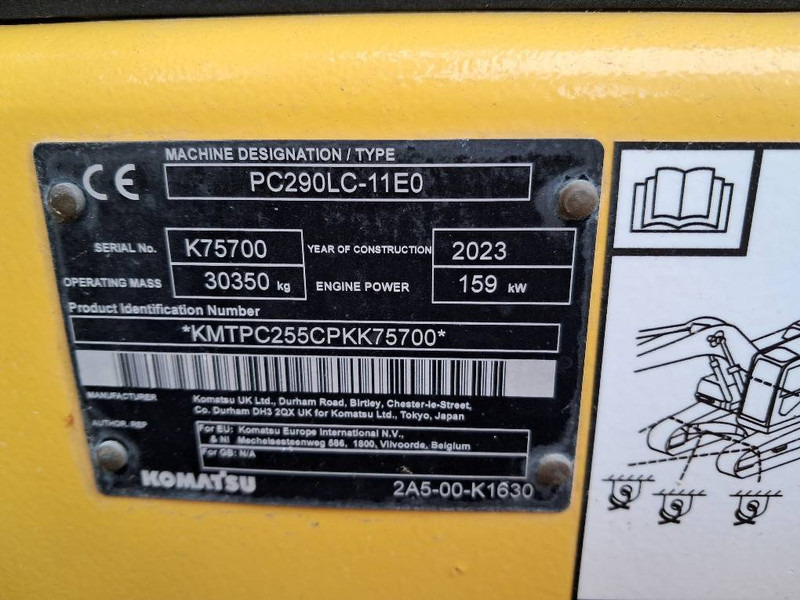 CE
MACHINE DESIGNATION / TYPE
PC290LC-11E0
SERIAL No. K75700 YEAR OF CONSTRUCTION 2023
OPERATING MASS 30350 kg ENGINE POWER 159 kW
Product Identification Number
*KMTPC255CPKK75700*
MANUFACTURER Komatsu UK Ltd., Durham Road, Birtley, Chester-le-Street,
Co. Durham DH3 2QX UK for Komatsu Ltd., Tokyo, Japan
AUTHOR. REP For EU: Komatsu Europe International N.V.,
& NI Mechelsesteenweg 586, 1800, Vilvoorde, Belgium
For GB: N/A
KOMATSU 2A5-00-K1630